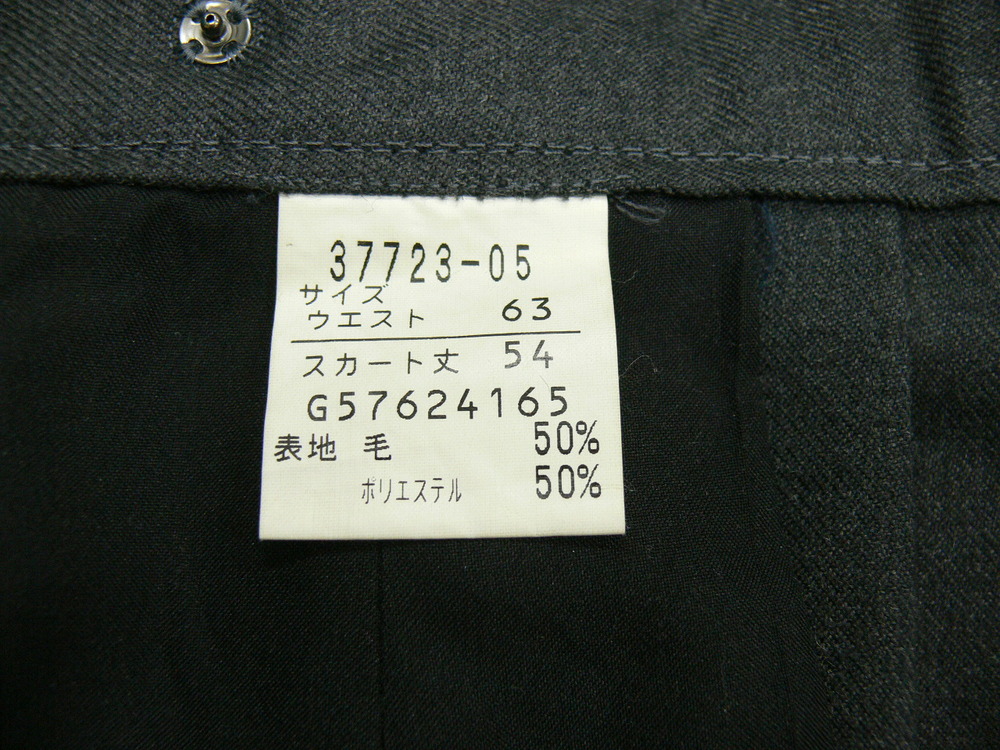 37723-05
サイズ
ウエスト 63
スカート丈 54
G57624165
表地 毛 50%
ポリエステル 50%